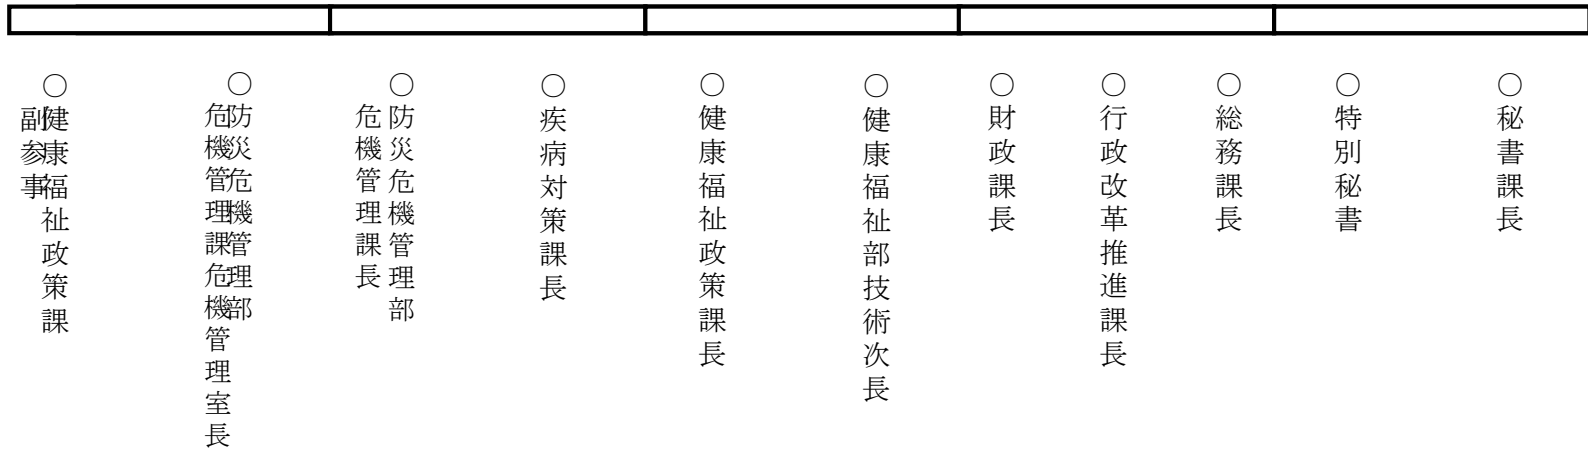 ○秘書課長
○特別秘書
○総務課長
○行政改革推進課長
○財政課長
○健康福祉部技術次長
○健康福祉政策課長
○疾病対策課長
○防災危機管理部
危機管理課長
○防災危機管理部
危機管理課危機管理室長
○健康福祉政策課
副参事